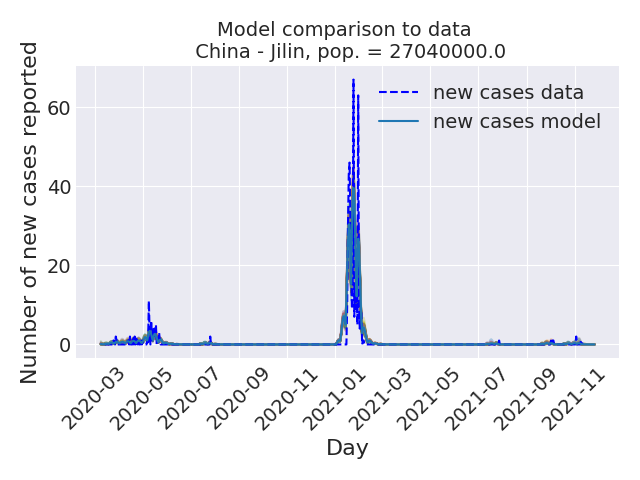 Model comparison to data
China - Jilin, pop. = 27040000.0
new cases data
new cases model
Number of new cases reported
60
40
20
0
2020-03
2020-05
2020-07
2020-09
2020-11
2021-01
2021-03
2021-05
2021-07
2021-09
2021-11
Day